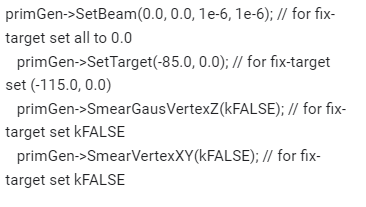 primGen->SetBeam(0.0, 0.0, 1e-6, 1e-6); // for fix-
target set all to 0.0
primGen->SetTarget(-85.0, 0.0); // for fix-target
set (-115.0, 0.0)
primGen->SmearGausVertexZ(kFALSE); // for fix-
target set kFALSE
primGen->SmearVertexXY(kFALSE); // for fix-
target set kFALSE